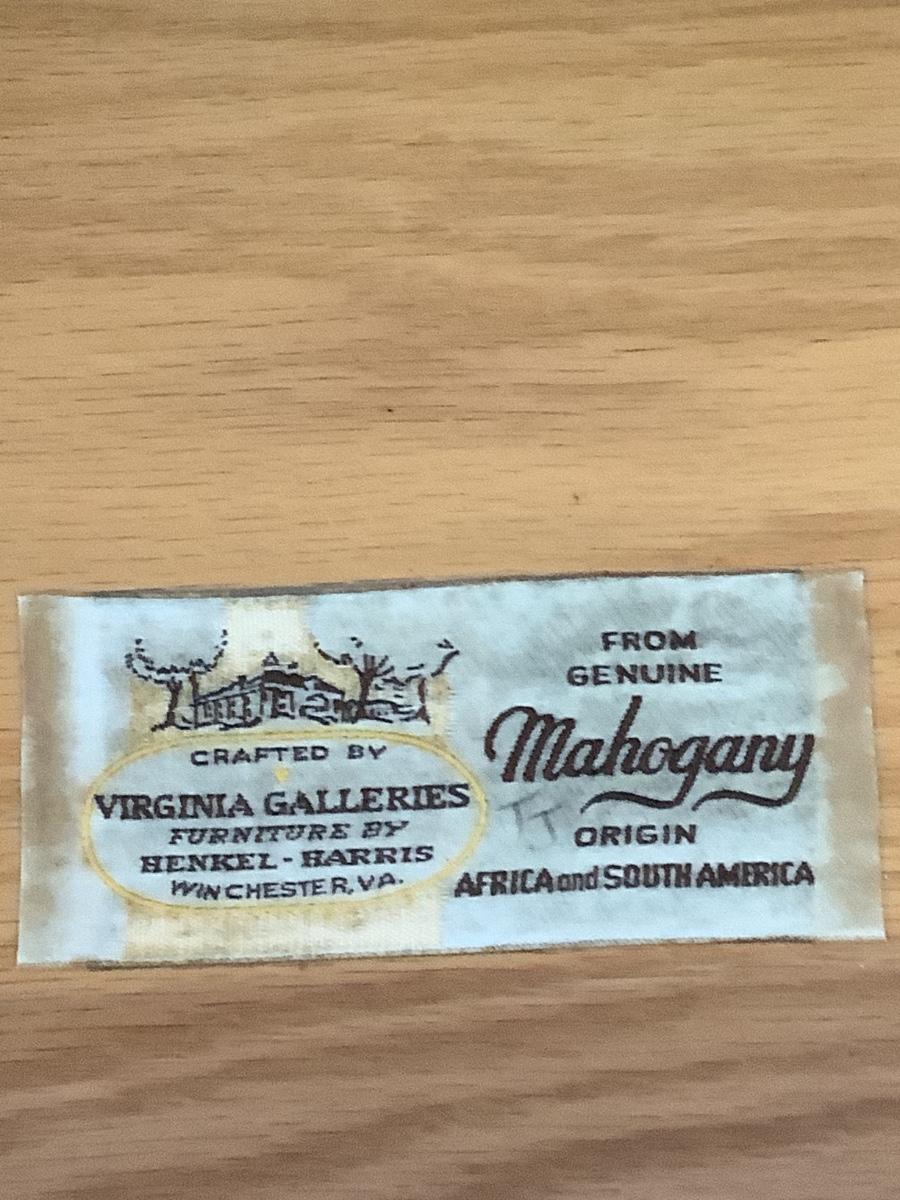 CRAFTED BY
VIRGINIA GALLERIES
FURNITURE BY
HENKEL-HARRIS
WINCHESTER, VA.
FROM
GENUINE
Mahogany
ORIGIN
AFRICA and SOUTH AMERICA